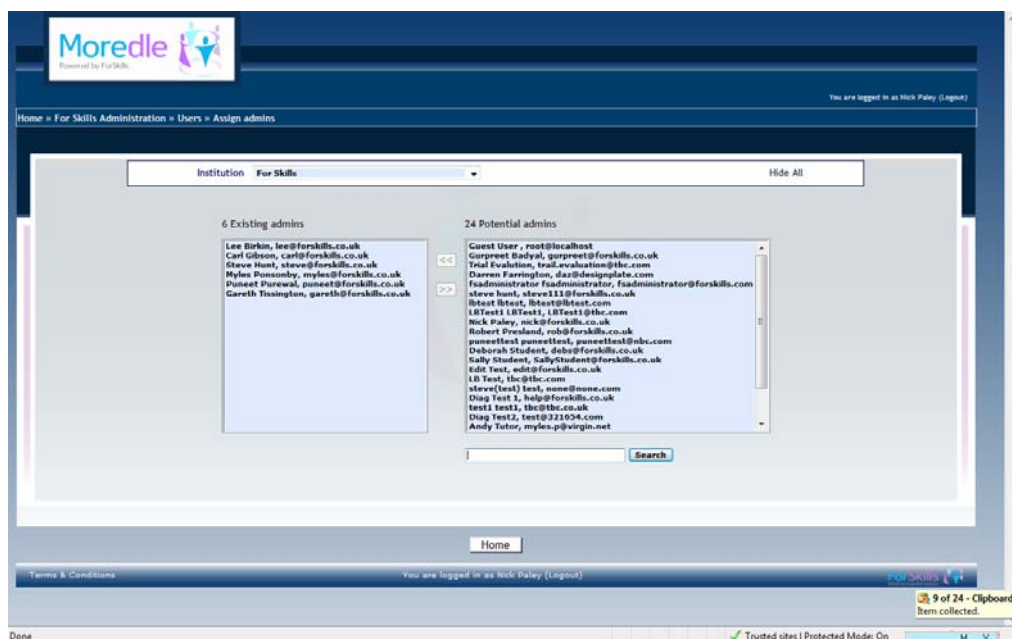 Moredle
Powered by ForSkills
You are logged in as Nick Paley (Logout)
Home » For Skills Administration » Users » Assign admins
Institution For Skills Hide All
6 Existing admins 24 Potential admins
Lee Birkin, lee@forskills.co.uk
Carl Gibson, carl@forskills.co.uk
Steve Hunt, steve@forskills.co.uk
Myles Ponsonby, myles@forskills.co.uk
Puneet Purewal, puneet@forskills.co.uk
Gareth Tissington, gareth@forskills.co.uk
<<
>>
Guest User , root@localhost
Gurpreet Badyal, gurpreet@forskills.co.uk
Trial Evalution, trail.evaluation@tbc.com
Darren Farrington, daz@designplate.com
fsadministrator fsadministrator, fsadministrator@forskills.com
steve hunt, steve111@forskills.co.uk
lbtest lbtest, lbtest@lbtest.com
LBTest1 LBTest1, LBTest1@tbc.com
Nick Paley, nick@forskills.co.uk
Robert Presland, rob@forskills.co.uk
puneettest puneettest, puneettest@nbc.com
Deborah Student, debs@forskills.co.uk
Sally Student, SallyStudent@forskills.co.uk
Edit Test, edit@forskills.co.uk
LB Test, tbc@tbc.com
steve(test) test, none@none.com
Diag Test 1, help@forskills.co.uk
test1 test1, tbc@tbc.co.uk
Diag Test2, test@321654.com
Andy Tutor, myles.p@virgin.net
Search
Home
Terms & Conditions You are logged in as Nick Paley (Logout) ForSkills
9 of 24 - Clipboard
Item collected.
Done Trusted sites | Protected Mode: On